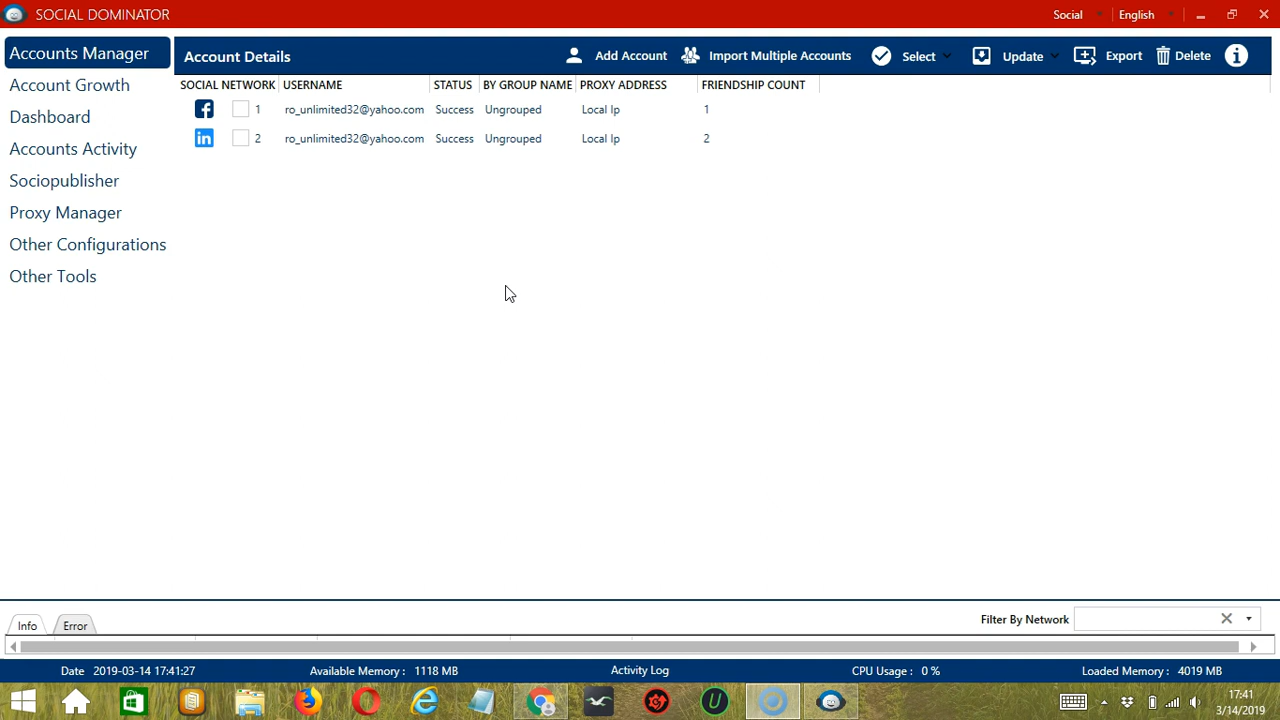 SOCIAL DOMINATOR Social English
Accounts Manager
Account Growth
Dashboard
Accounts Activity
Sociopublisher
Proxy Manager
Other Configurations
Other Tools
Account Details Add Account Import Multiple Accounts Select Update Export Delete
SOCIAL NETWORK USERNAME STATUS BY GROUP NAME PROXY ADDRESS FRIENDSHIP COUNT
1 ro_unlimited32@yahoo.com Success Ungrouped Local Ip 1
in 2 ro_unlimited32@yahoo.com Success Ungrouped Local Ip 2
Info Error Filter By Network
Date 2019-03-14 17:41:27 Available Memory : 1118 MB Activity Log CPU Usage : 0 % Loaded Memory : 4019 MB
17:41
3/14/2019